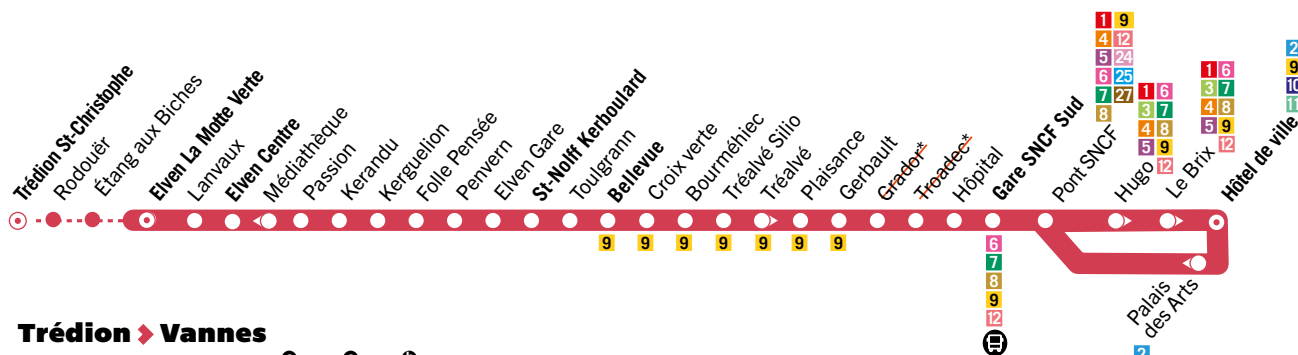 Trédion St-Christophe
Rodouër
Étang aux Biches
Elven La Motte Verte
Lanvaux
Elven Centre
Médiathèque
Passion
Kerandu
Kerguelion
Folle Pensée
Penvern
Elven Gare
St-Nolff Kerboulard
Toulgrann
Bellevue
9
Croix verte
9
Bourméhiec
9
Tréalvé Silio
9
Tréalvé
9
Plaisance
9
Gerbault
9
Grador*
Troadec*
Hôpital
Gare SNCF Sud
6
7
8
9
12
Pont SNCF
1 9
4 12
5 24
6 25
7 27
8
Hugo
1 6
3 7
4 8
5 9
12
Le Brix
1 6
3 7
4 8
5 9
12
Hôtel de ville
2
9
10
11
Palais
des Arts
2
Trédion Vannes